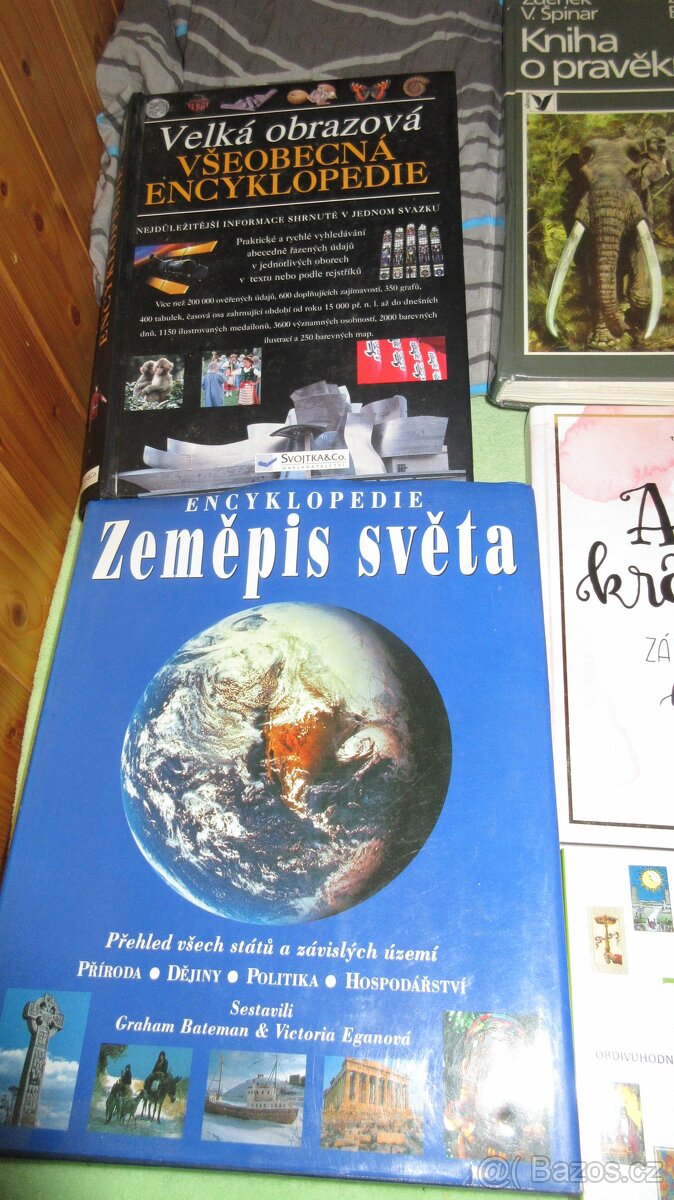 Velká obrazová
VŠEOBECNÁ
ENCYKLOPEDIE
NEJDŮLEŽITĚJŠÍ INFORMACE SHRNUTÉ V JEDNOM SVAZKU
Praktické a rychlé vyhledávání
abecedně řazených údajů
v jednotlivých oborech
v textu nebo podle rejstříků
Více než 200 000 ověřených údajů, 600 doplňujících zajímavostí, 350 grafů,
400 tabulek, časová osa zahrnující období od roku 15 000 př. n. l. až do dnešních
dnů, 1150 ilustrovaných medailonů, 3600 významných osobností, 2000 barevných
ilustrací a 250 barevných map.
SVOJTKA&CO.
NAKLADATELSTVÍ
Zdeněk
V. Špinar
Kniha
o pravěku
ENCYKLOPEDIE
Zeměpis světa
Přehled všech států a závislých území
PŘÍRODA ● DĚJINY ● POLITIKA ● HOSPODÁŘSTVÍ
Sestavili
Graham Bateman & Victoria Eganová
A
krá
ZÁ
OBDIVUHODN
@( Bazos.cz